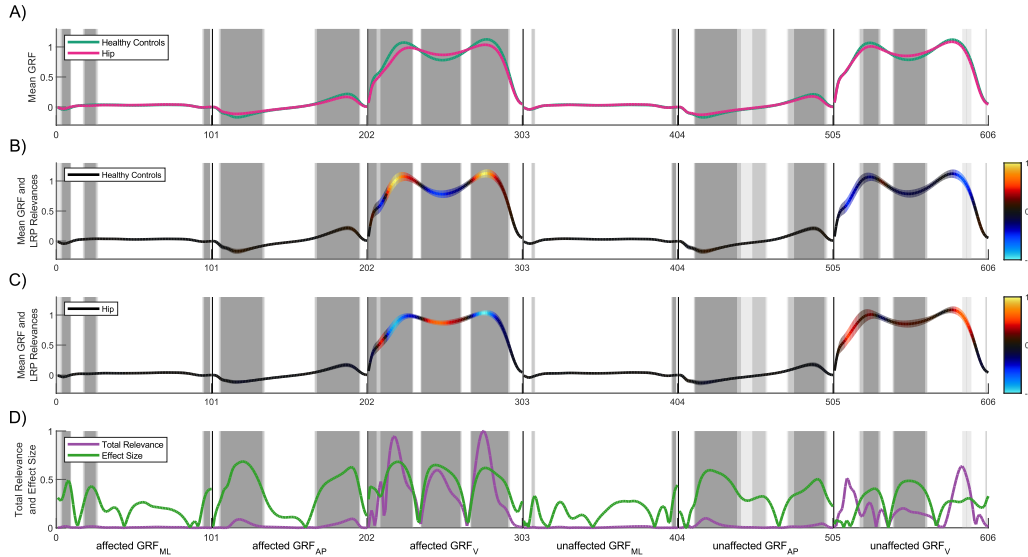 A)
Mean GRF
1
0
Healthy Controls
Hip
0
101
202
303
404
505
606
B)
Mean GRF and
LRP Relevances
1
0.5
0
Healthy Controls
0
101
202
303
404
505
606
1
0
-
C)
Mean GRF and
LRP Relevances
1
0.5
0
Hip
0
101
202
303
404
505
606
1
0
-
D)
Total Relevance
and Effect Size
1
0.5
0
Total Relevance
Effect Size
0
101
202
303
404
505
606
affected GRF_ML
affected GRF_AP
affected GRF_V
unaffected GRF_ML
unaffected GRF_AP
unaffected GRF_V